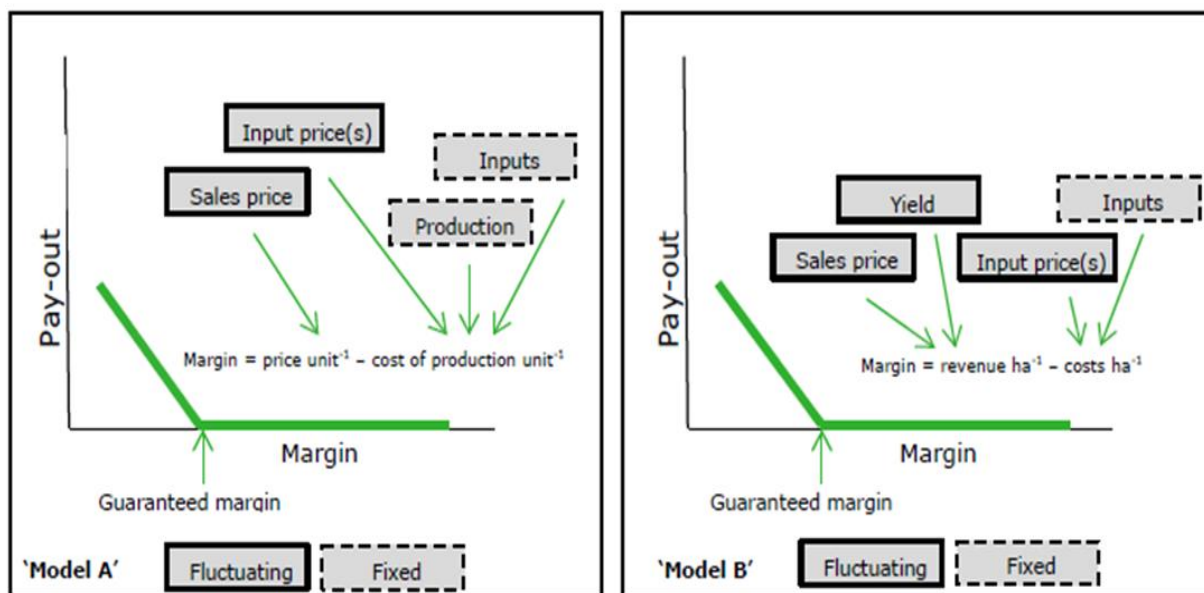 Input price(s)
Inputs
Sales price
Production
Pay-out
Margin = price unit⁻¹ – cost of production unit⁻¹
Margin
Guaranteed margin
'Model A'
Fluctuating
Fixed
Yield
Inputs
Sales price
Input price(s)
Pay-out
Margin = revenue ha⁻¹ – costs ha⁻¹
Margin
Guaranteed margin
'Model B'
Fluctuating
Fixed